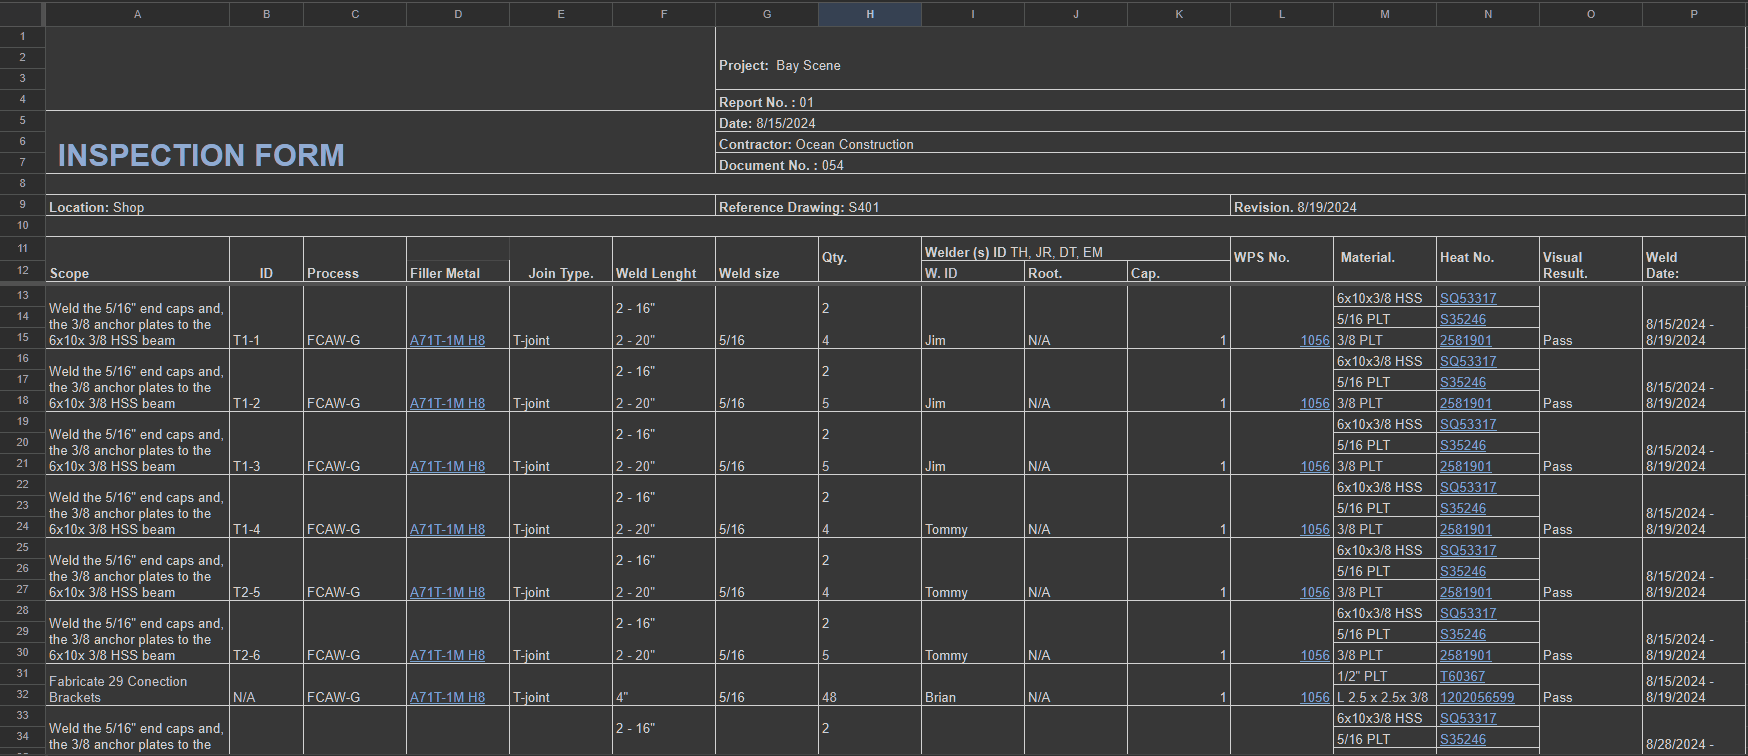 A B C D E F G H I J K L M N O P
1
2
3
Project: Bay Scene
4
Report No. : 01
5
Date: 8/15/2024
6
Contractor: Ocean Construction
INSPECTION FORM
7
Document No. : 054
8
9
Location: Shop Reference Drawing: S401 Revision. 8/19/2024
10
11
Welder (s) ID TH, JR, DT, EM
Qty. WPS No. Material. Heat No. Visual Weld
12
Scope ID Process Filler Metal Join Type. Weld Lenght Weld size W. ID Root. Cap. Result. Date:
13
6x10x3/8 HSS SQ53317
Weld the 5/16" end caps and, 2 - 16" 2
14
5/16 PLT S35246
the 3/8 anchor plates to the 8/15/2024 -
15
6x10x 3/8 HSS beam T1-1 FCAW-G A71T-1M H8 T-joint 2 - 20" 5/16 4 Jim N/A 1 1056 3/8 PLT 2581901 Pass 8/19/2024
16
6x10x3/8 HSS SQ53317
Weld the 5/16" end caps and, 2 - 16" 2
17
5/16 PLT S35246
the 3/8 anchor plates to the 8/15/2024 -
18
6x10x 3/8 HSS beam T1-2 FCAW-G A71T-1M H8 T-joint 2 - 20" 5/16 5 Jim N/A 1 1056 3/8 PLT 2581901 Pass 8/19/2024
19
6x10x3/8 HSS SQ53317
Weld the 5/16" end caps and, 2 - 16" 2
20
5/16 PLT S35246
the 3/8 anchor plates to the 8/15/2024 -
21
6x10x 3/8 HSS beam T1-3 FCAW-G A71T-1M H8 T-joint 2 - 20" 5/16 5 Jim N/A 1 1056 3/8 PLT 2581901 Pass 8/19/2024
22
6x10x3/8 HSS SQ53317
Weld the 5/16" end caps and, 2 - 16" 2
23
5/16 PLT S35246
the 3/8 anchor plates to the 8/15/2024 -
24
6x10x 3/8 HSS beam T1-4 FCAW-G A71T-1M H8 T-joint 2 - 20" 5/16 4 Tommy N/A 1 1056 3/8 PLT 2581901 Pass 8/19/2024
25
6x10x3/8 HSS SQ53317
Weld the 5/16" end caps and, 2 - 16" 2
26
5/16 PLT S35246
the 3/8 anchor plates to the 8/15/2024 -
27
6x10x 3/8 HSS beam T2-5 FCAW-G A71T-1M H8 T-joint 2 - 20" 5/16 4 Tommy N/A 1 1056 3/8 PLT 2581901 Pass 8/19/2024
28
6x10x3/8 HSS SQ53317
Weld the 5/16" end caps and, 2 - 16" 2
29
5/16 PLT S35246
the 3/8 anchor plates to the 8/15/2024 -
30
6x10x 3/8 HSS beam T2-6 FCAW-G A71T-1M H8 T-joint 2 - 20" 5/16 5 Tommy N/A 1 1056 3/8 PLT 2581901 Pass 8/19/2024
31
1/2" PLT T60367
Fabricate 29 Conection 8/15/2024 -
32
Brackets N/A FCAW-G A71T-1M H8 T-joint 4" 5/16 48 Brian N/A 1 1056 L 2.5 x 2.5x 3/8 1202056599 Pass 8/19/2024
33
6x10x3/8 HSS SQ53317
Weld the 5/16" end caps and, 2 - 16" 2
34
5/16 PLT S35246
the 3/8 anchor plates to the 8/28/2024 -